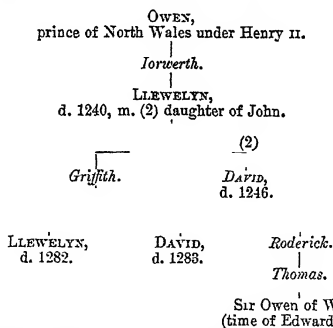 OWEN,
prince of North Wales under Henry II.
Iorwerth.
LLEWELYN,
d. 1240, m. (2) daughter of John.
(2)
Griffith. DAVID,
d. 1246.
LLEWELYN, DAVID, Roderick.
d. 1282. d. 1283.
Thomas.
Sir Owen of W
(time of Edward